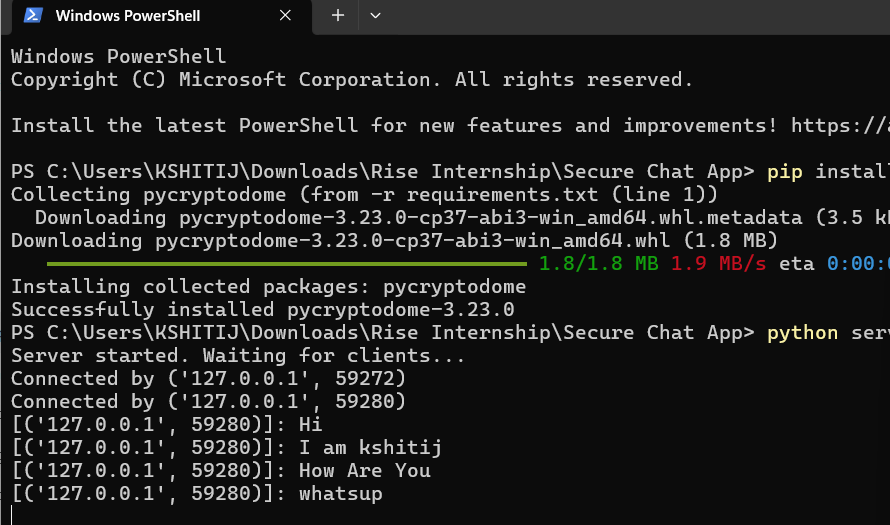 Windows PowerShell
Windows PowerShell
Copyright (C) Microsoft Corporation. All rights reserved.
Install the latest PowerShell for new features and improvements! https://
PS C:\Users\KSHITIJ\Downloads\Rise Internship\Secure Chat App> pip install
Collecting pycryptodome (from -r requirements.txt (line 1))
Downloading pycryptodome-3.23.0-cp37-abi3-win_amd64.whl.metadata (3.5 k
Downloading pycryptodome-3.23.0-cp37-abi3-win_amd64.whl (1.8 MB)
1.8/1.8 MB 1.9 MB/s eta 0:00:
Installing collected packages: pycryptodome
Successfully installed pycryptodome-3.23.0
PS C:\Users\KSHITIJ\Downloads\Rise Internship\Secure Chat App> python ser
Server started. Waiting for clients...
Connected by ('127.0.0.1', 59272)
Connected by ('127.0.0.1', 59280)
[('127.0.0.1', 59280)]: Hi
[('127.0.0.1', 59280)]: I am kshitij
[('127.0.0.1', 59280)]: How Are You
[('127.0.0.1', 59280)]: whatsup